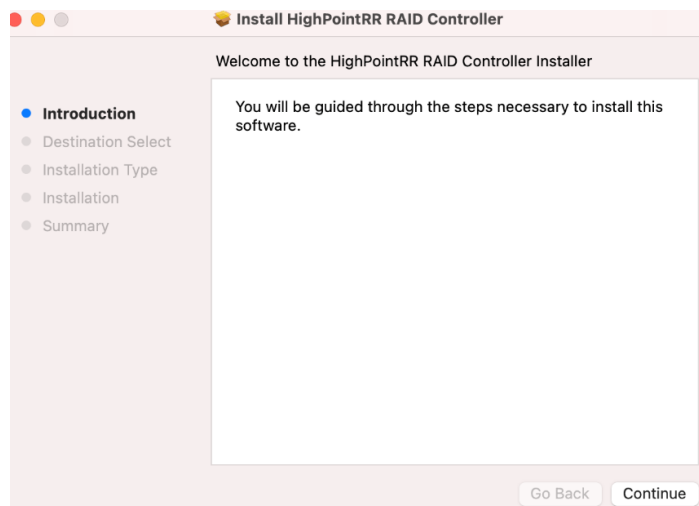 Install HighPointRR RAID Controller
Welcome to the HighPointRR RAID Controller Installer
Introduction
Destination Select
Installation Type
Installation
Summary
You will be guided through the steps necessary to install this
software.
Go Back
Continue